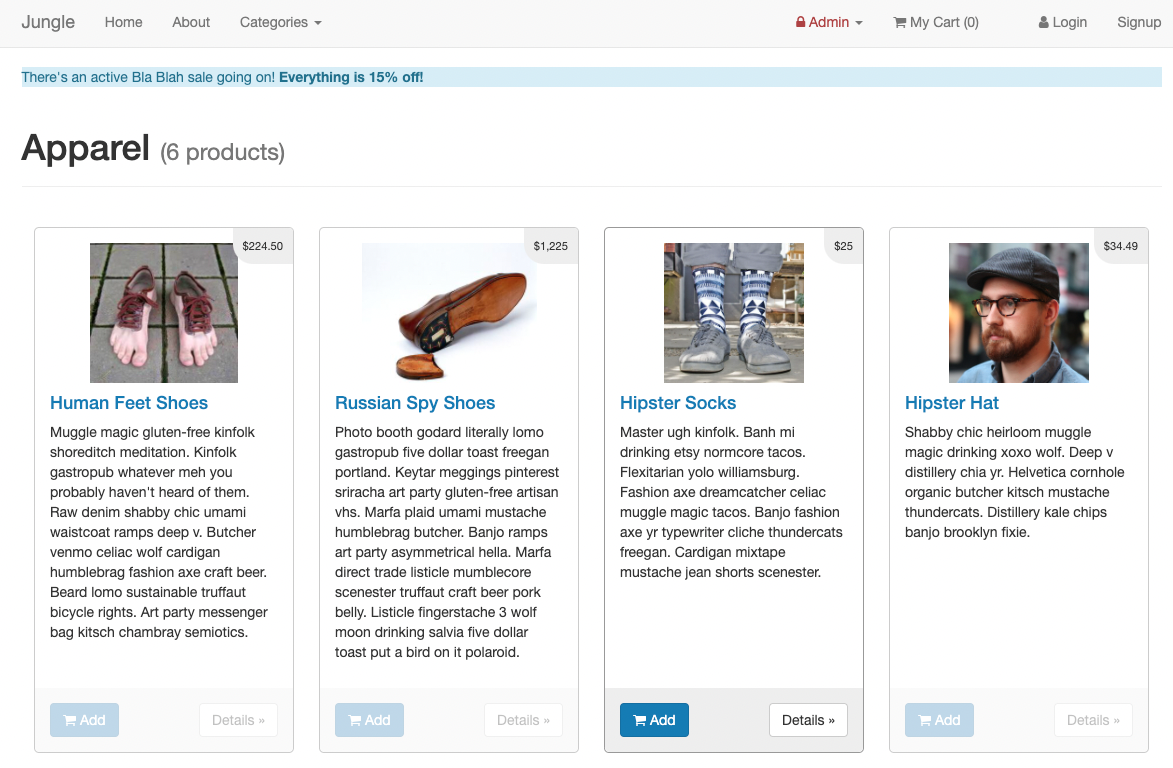 Jungle Home About Categories Admin My Cart (0) Login Signup
There's an active Bla Blah sale going on! Everything is 15% off!
Apparel (6 products)
$224.50
Human Feet Shoes
Muggle magic gluten-free kinfolk
shoreditch meditation. Kinfolk
gastropub whatever meh you
probably haven't heard of them.
Raw denim shabby chic umami
waistcoat ramps deep v. Butcher
venmo celiac wolf cardigan
humblebrag fashion axe craft beer.
Beard lomo sustainable truffaut
bicycle rights. Art party messenger
bag kitsch chambray semiotics.
Add Details »
$1,225
Russian Spy Shoes
Photo booth godard literally lomo
gastropub five dollar toast freegan
portland. Keytar meggings pinterest
sriracha art party gluten-free artisan
vhs. Marfa plaid umami mustache
humblebrag butcher. Banjo ramps
art party asymmetrical hella. Marfa
direct trade listicle mumblecore
scenester truffaut craft beer pork
belly. Listicle fingerstache 3 wolf
moon drinking salvia five dollar
toast put a bird on it polaroid.
Add Details »
$25
Hipster Socks
Master ugh kinfolk. Banh mi
drinking etsy normcore tacos.
Flexitarian yolo williamsburg.
Fashion axe dreamcatcher celiac
muggle magic tacos. Banjo fashion
axe yr typewriter cliche thundercats
freegan. Cardigan mixtape
mustache jean shorts scenester.
Add Details »
$34.49
Hipster Hat
Shabby chic heirloom muggle
magic drinking xoxo wolf. Deep v
distillery chia yr. Helvetica cornhole
organic butcher kitsch mustache
thundercats. Distillery kale chips
banjo brooklyn fixie.
Add Details »